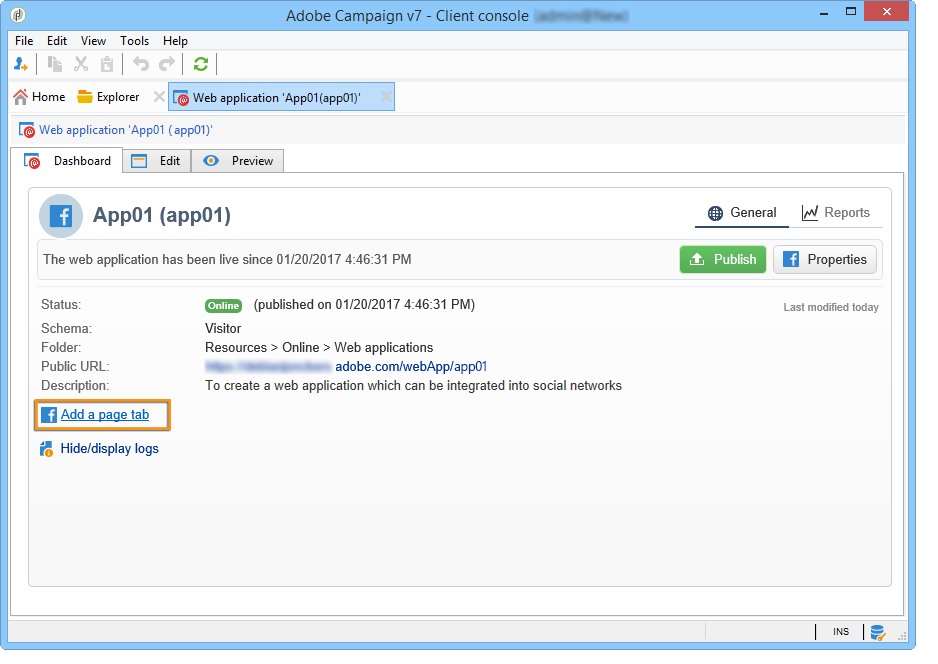 Adobe Campaign v7 - Client console
File Edit View Tools Help
Home Explorer Web application 'App01(app01)'
Web application 'App01 (app01)'
Dashboard Edit Preview
App01 (app01)
General Reports
The web application has been live since 01/20/2017 4:46:31 PM
Publish Properties
Status: Online (published on 01/20/2017 4:46:31 PM)
Last modified today
Schema: Visitor
Folder: Resources > Online > Web applications
Public URL: adobe.com/webApp/app01
Description: To create a web application which can be integrated into social networks
Add a page tab
Hide/display logs
INS